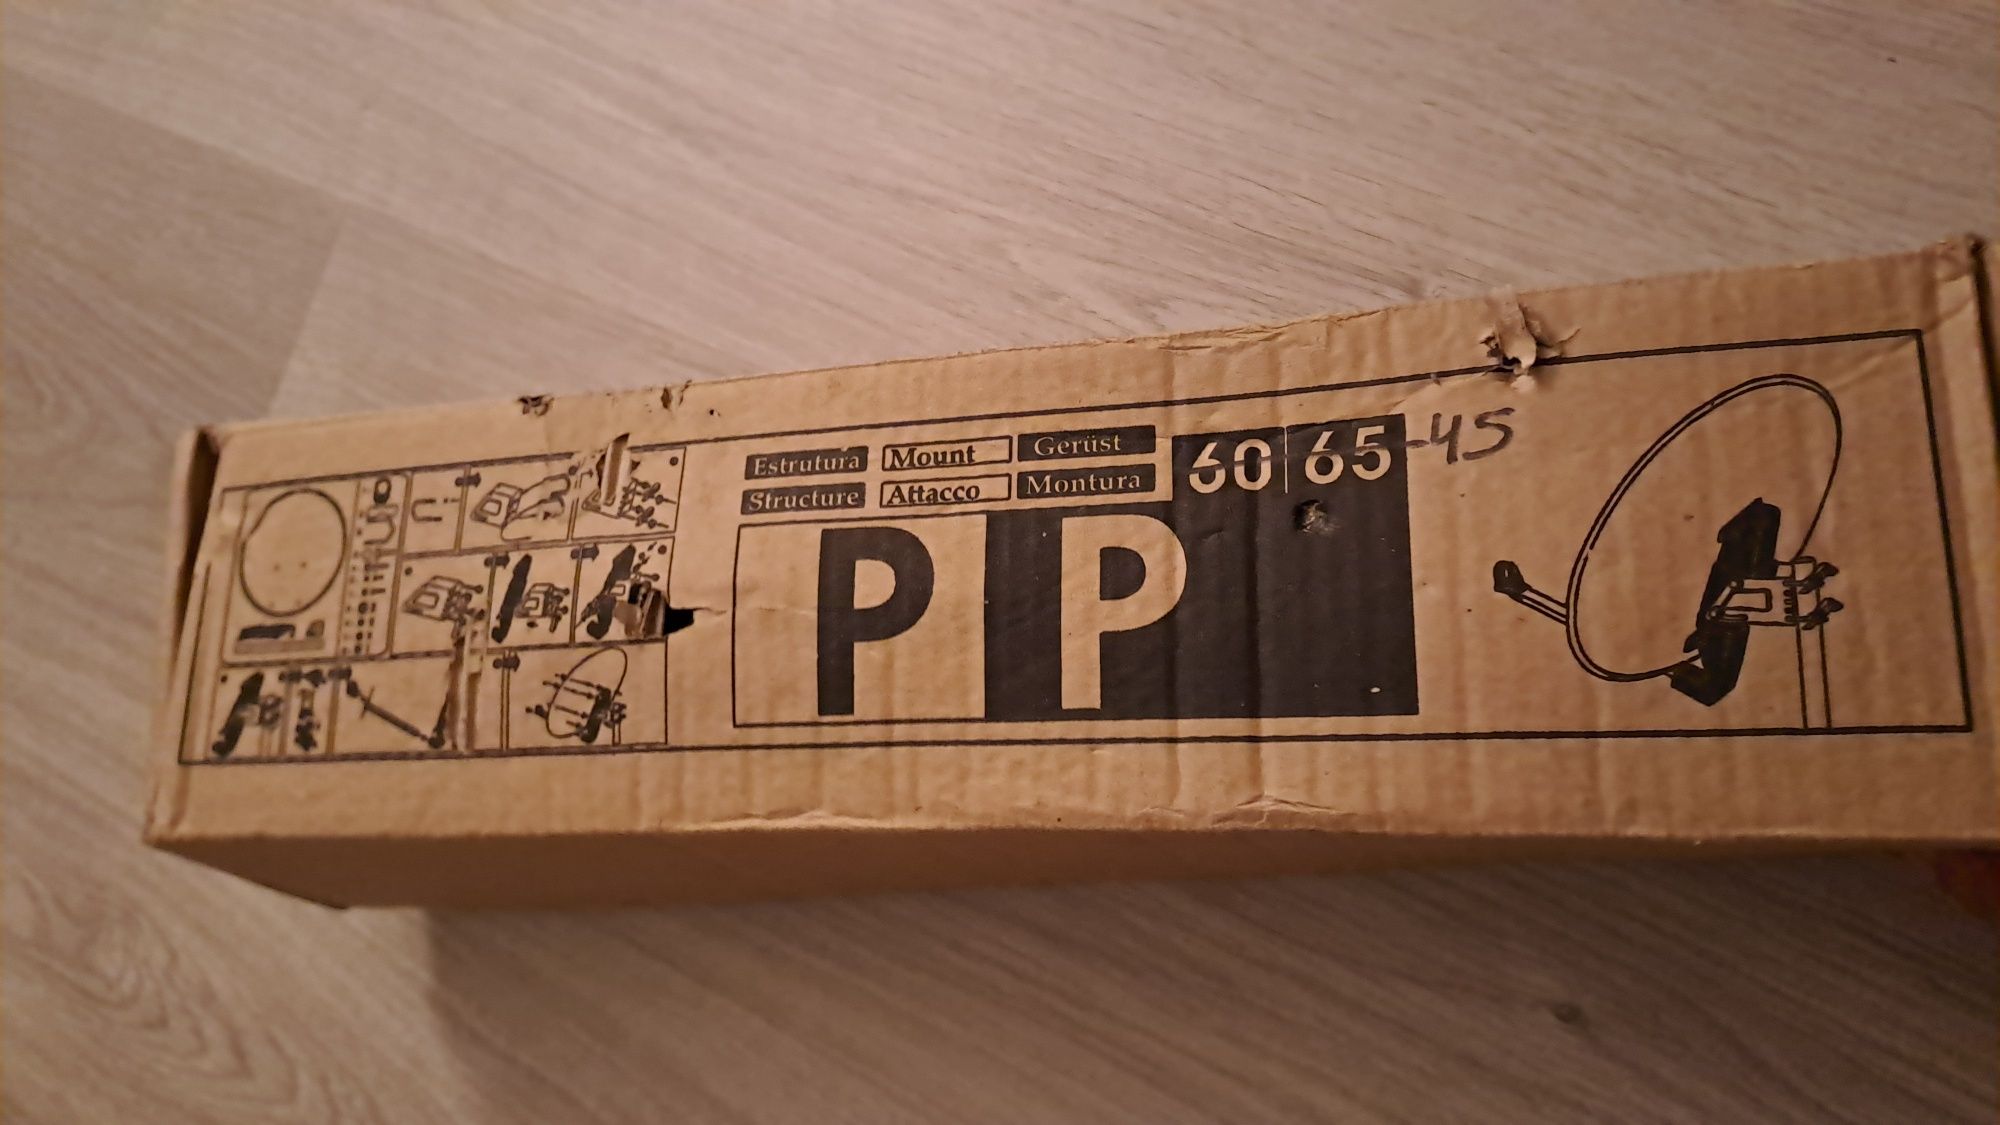 Estrutura Mount Gerüst 60 65 -45
Structure Attacco Montura
PP